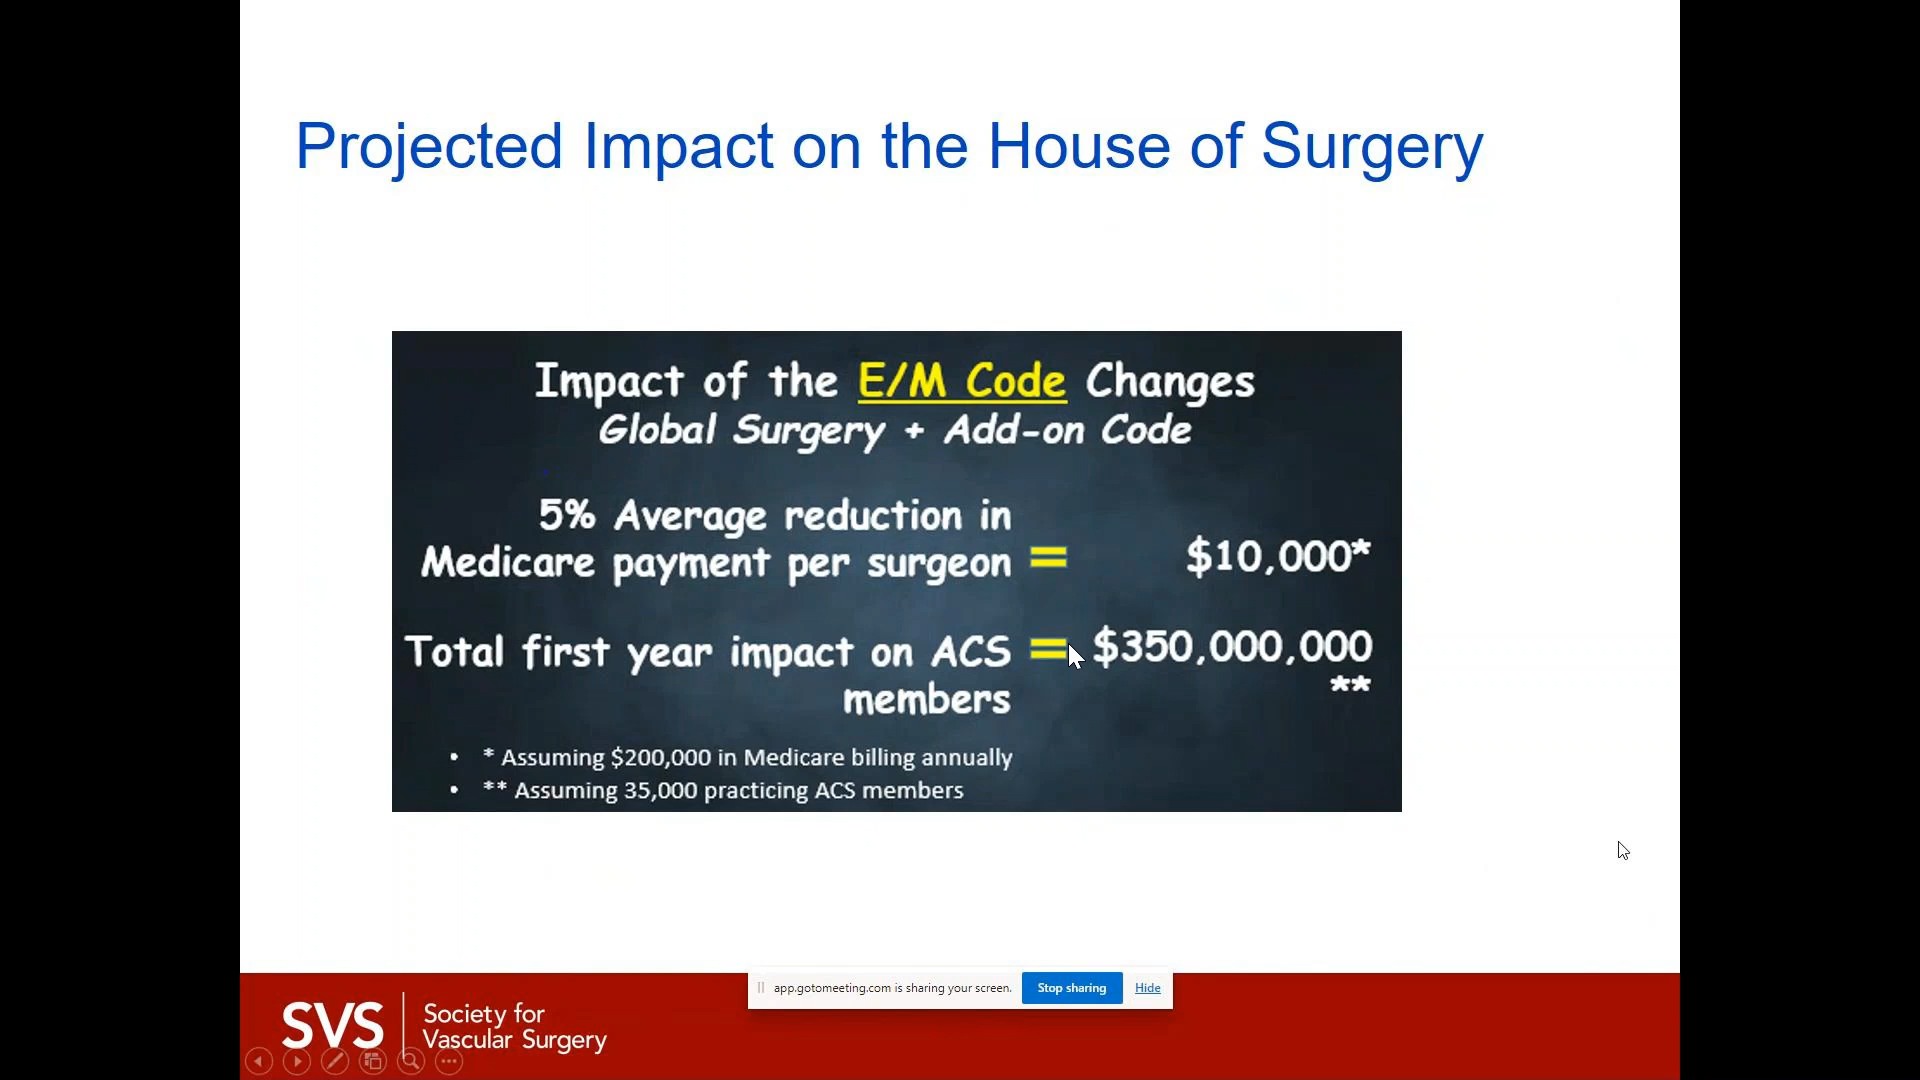 Projected Impact on the House of Surgery
Impact of the E/M Code Changes
Global Surgery + Add-on Code
5% Average reduction in
Medicare payment per surgeon = $10,000*
Total first year impact on ACS = $350,000,000
members **
• * Assuming $200,000 in Medicare billing annually
• ** Assuming 35,000 practicing ACS members
app.gotomeeting.com is sharing your screen. Stop sharing Hide
SVS
Society for
Vascular Surgery